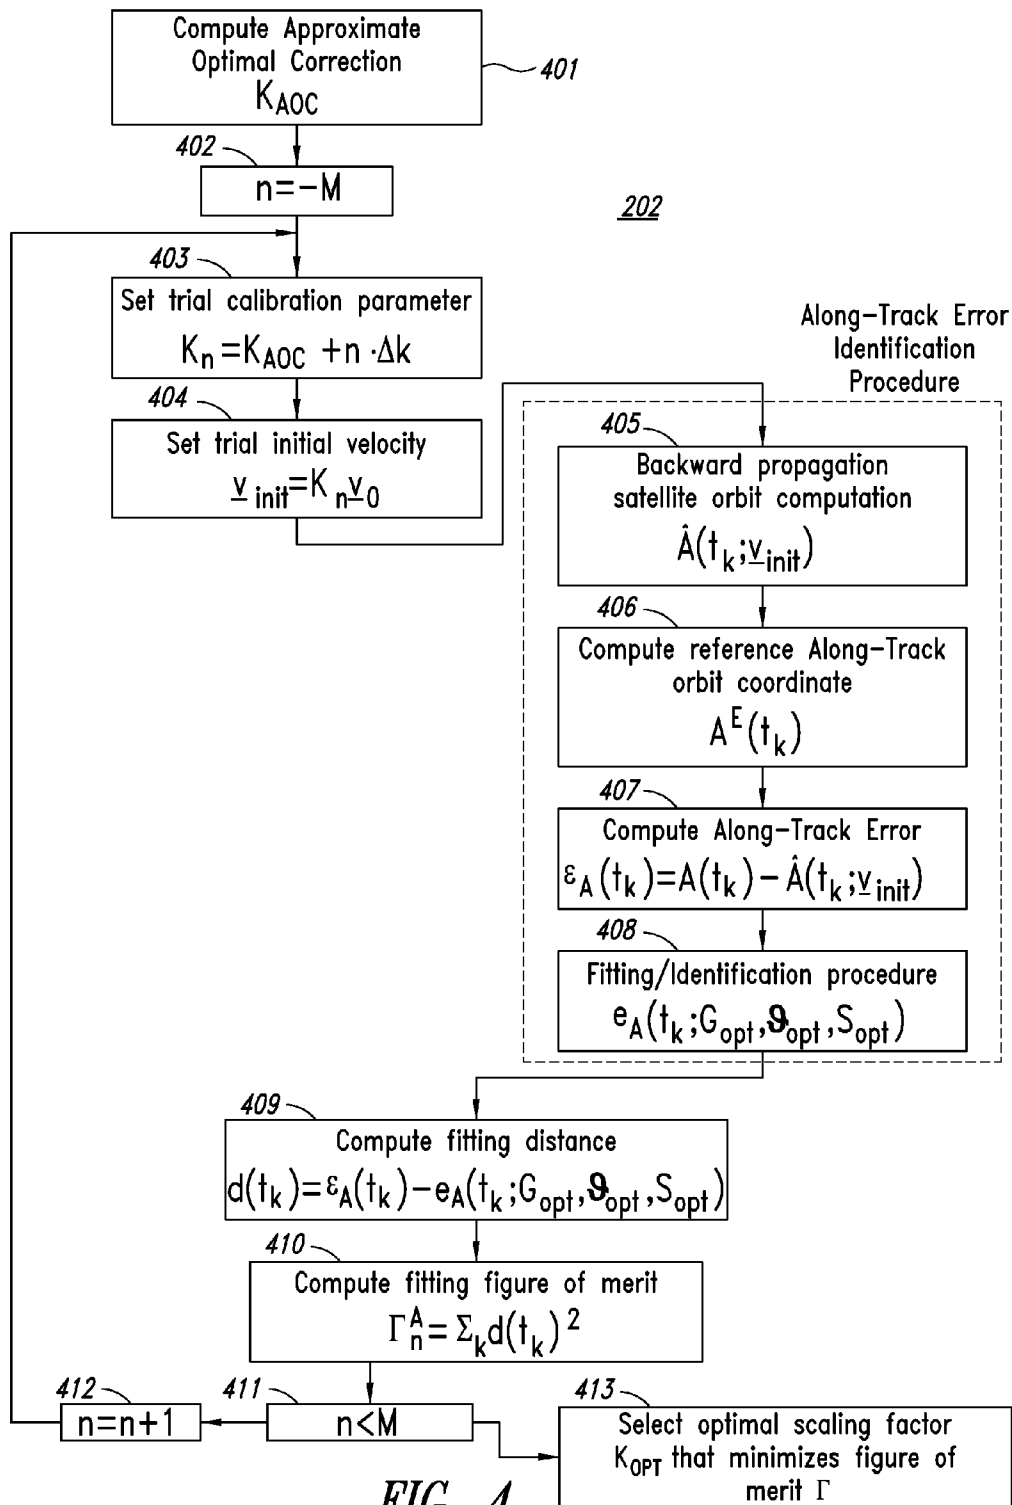 Compute Approximate
Optimal Correction
K_AOC
401
402
n=-M
202
403
Set trial calibration parameter
K_n=K_AOC+n·Δk
404
Set trial initial velocity
v_init=K_n v_0
Along-Track Error
Identification
Procedure
405
Backward propagation
satellite orbit computation
Â(t_k;v_init)
406
Compute reference Along-Track
orbit coordinate
A^E(t_k)
407
Compute Along-Track Error
ε_A(t_k)=A(t_k)-Â(t_k;v_init)
408
Fitting/Identification procedure
e_A(t_k;G_opt,ϑ_opt,S_opt)
409
Compute fitting distance
d(t_k)=ε_A(t_k)-e_A(t_k;G_opt,ϑ_opt,S_opt)
410
Compute fitting figure of merit
Γ_n^A=Σ_k d(t_k)^2
412
n=n+1
411
n<M
413
Select optimal scaling factor
K_OPT that minimizes figure of
merit Γ
FIG. 4